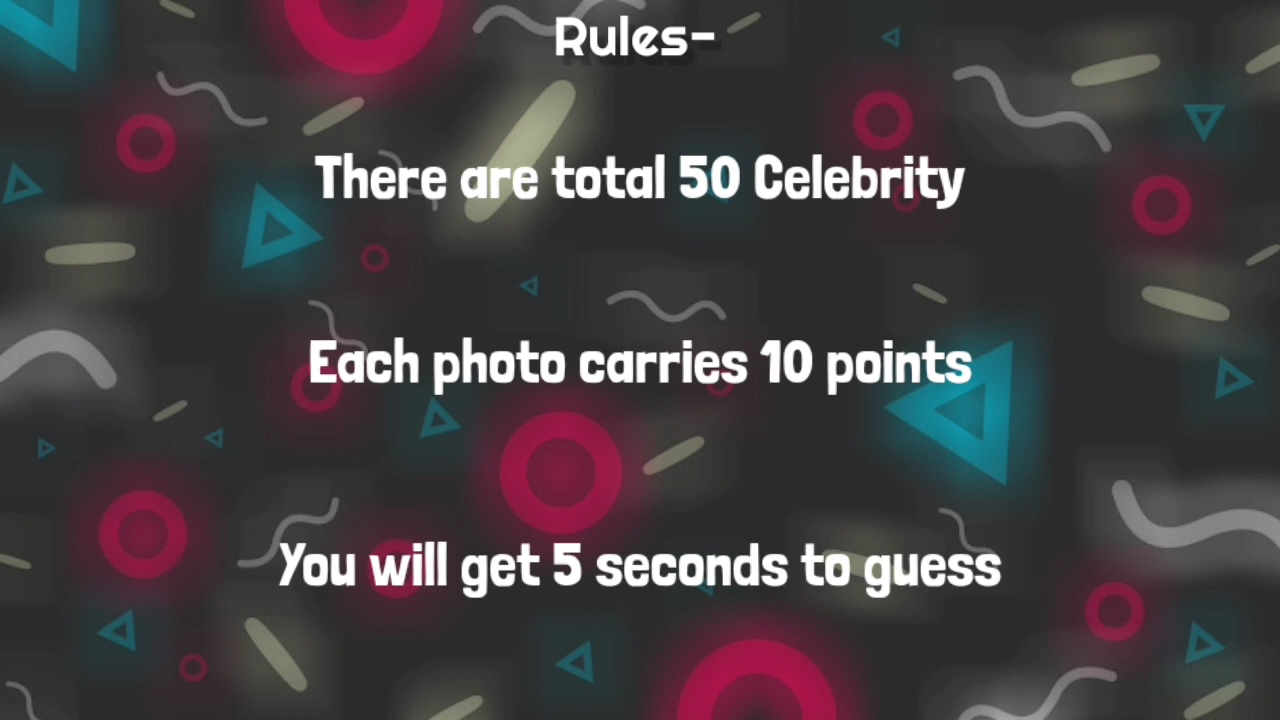 Rules-
There are total 50 Celebrity
Each photo carries 10 points
You will get 5 seconds to guess